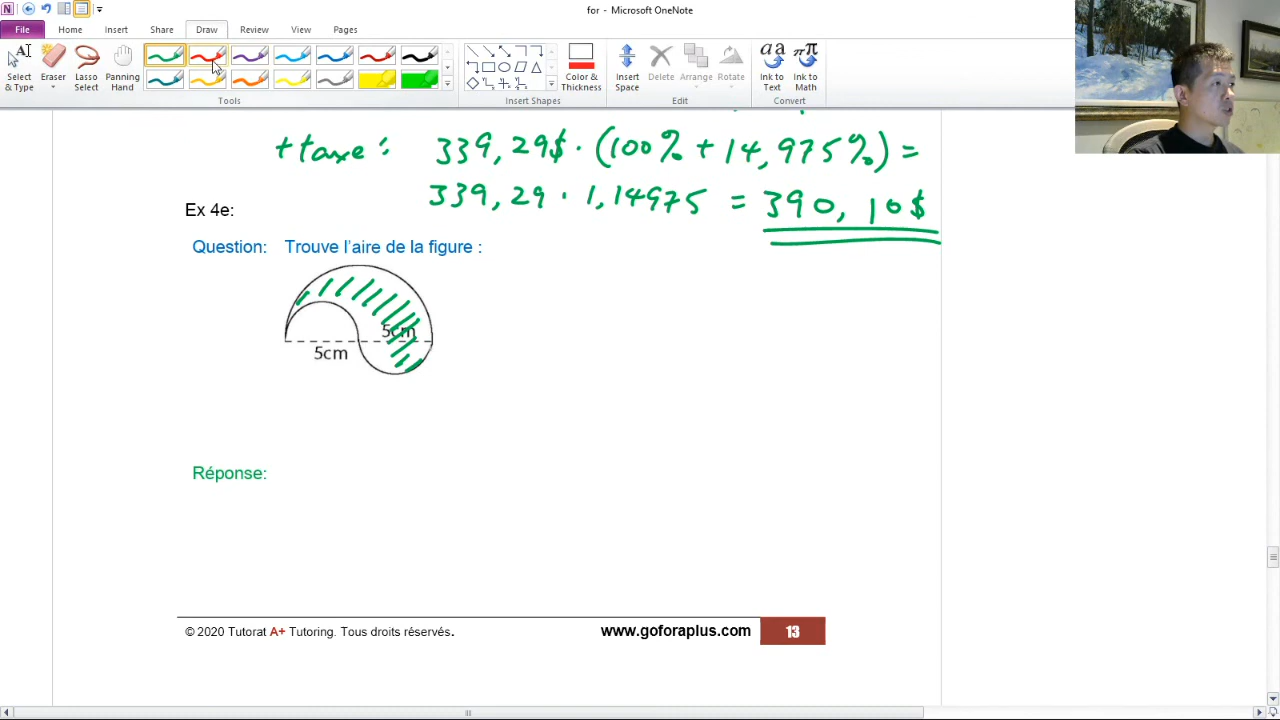 for - Microsoft OneNote
File Home Insert Share Draw Review View Pages
Select & Type Eraser Lasso Select Panning Hand Color & Thickness Insert Space Delete Arrange Rotate Ink to Text Ink to Math
Tools Insert Shapes Edit Convert
+taxe : 339,29$ · (100% + 14,975%) =
339,29 · 1,14975 = 390,10$
Ex 4e:
Question: Trouve l'aire de la figure :
5cm
5cm
Réponse:
© 2020 Tutorat A+ Tutoring. Tous droits réservés. www.goforaplus.com 13